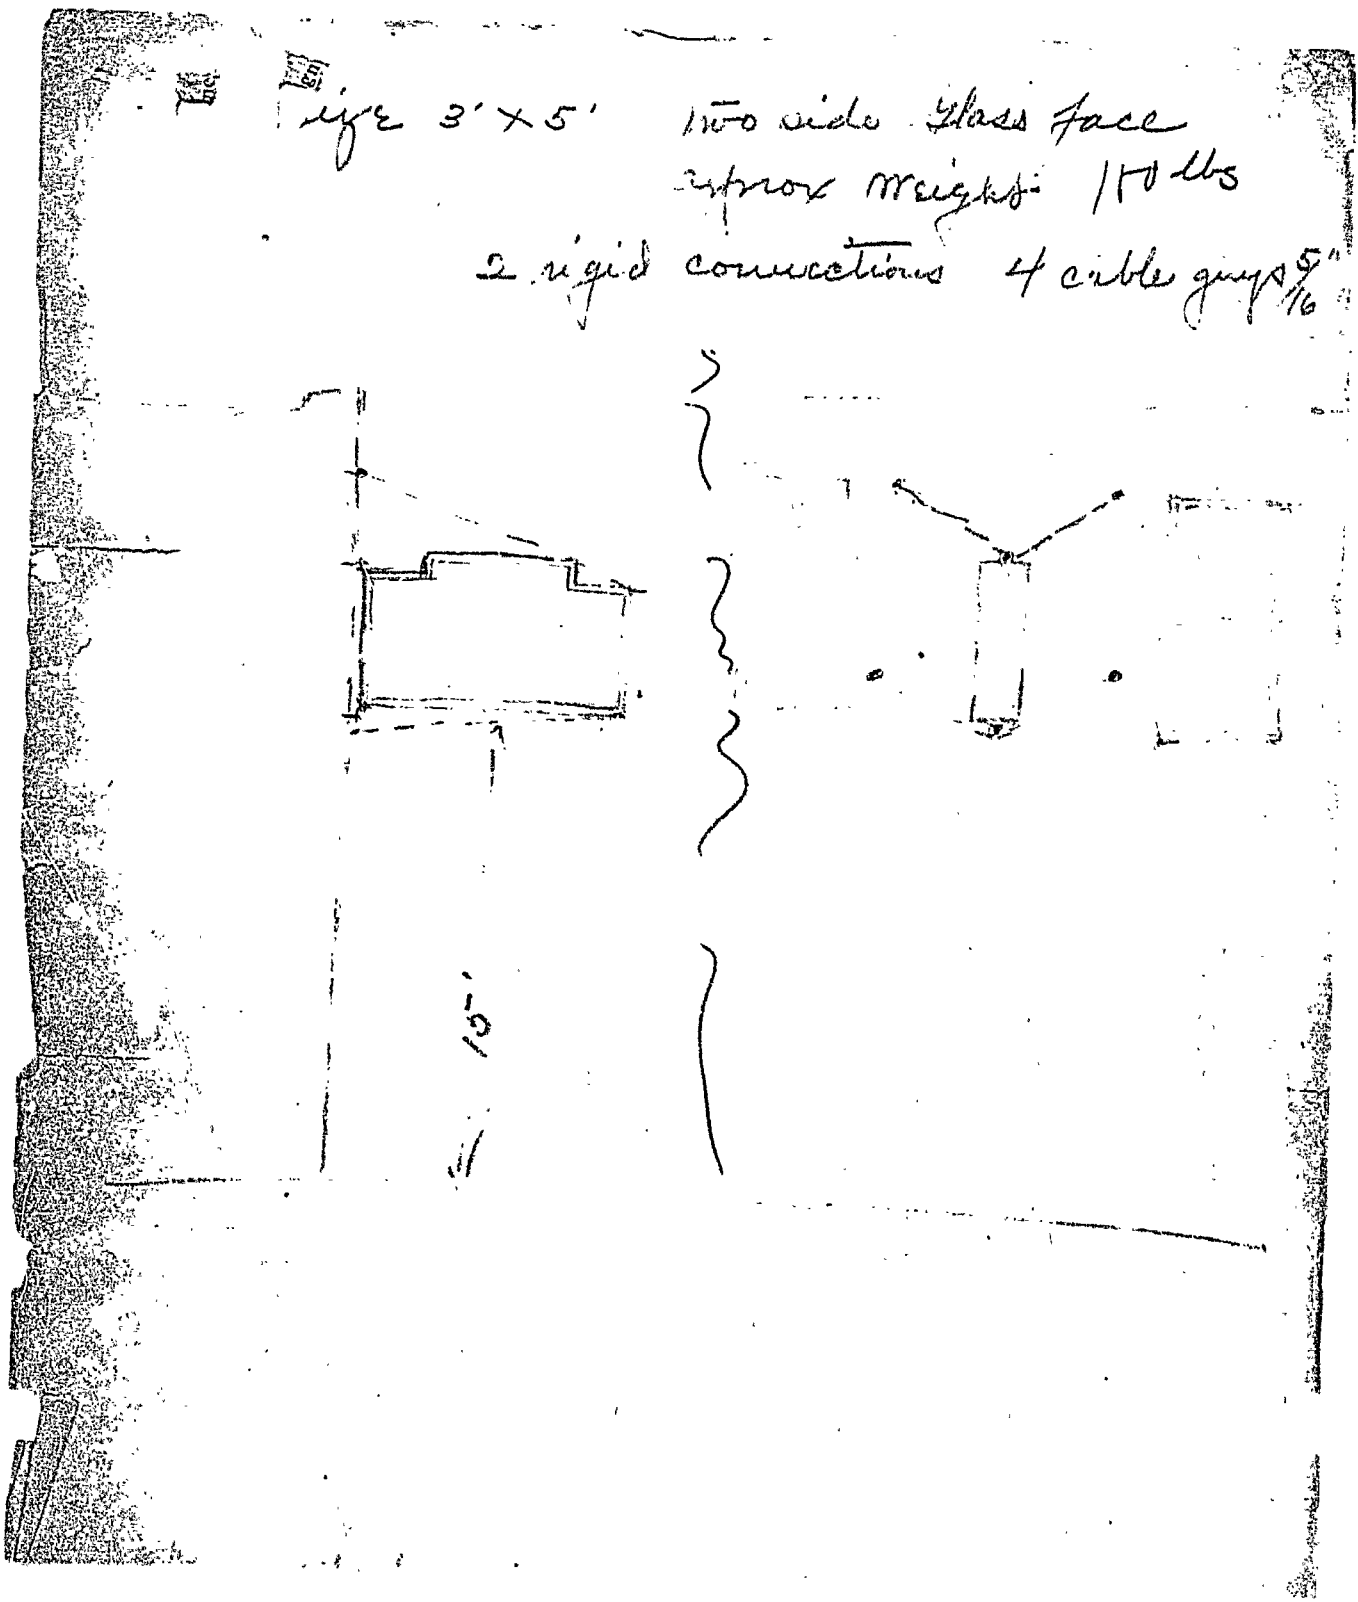 size 3' X 5' two side Glass Face
approx Weight lbs
2 rigid connections 4 cable guys 5/16"
15'